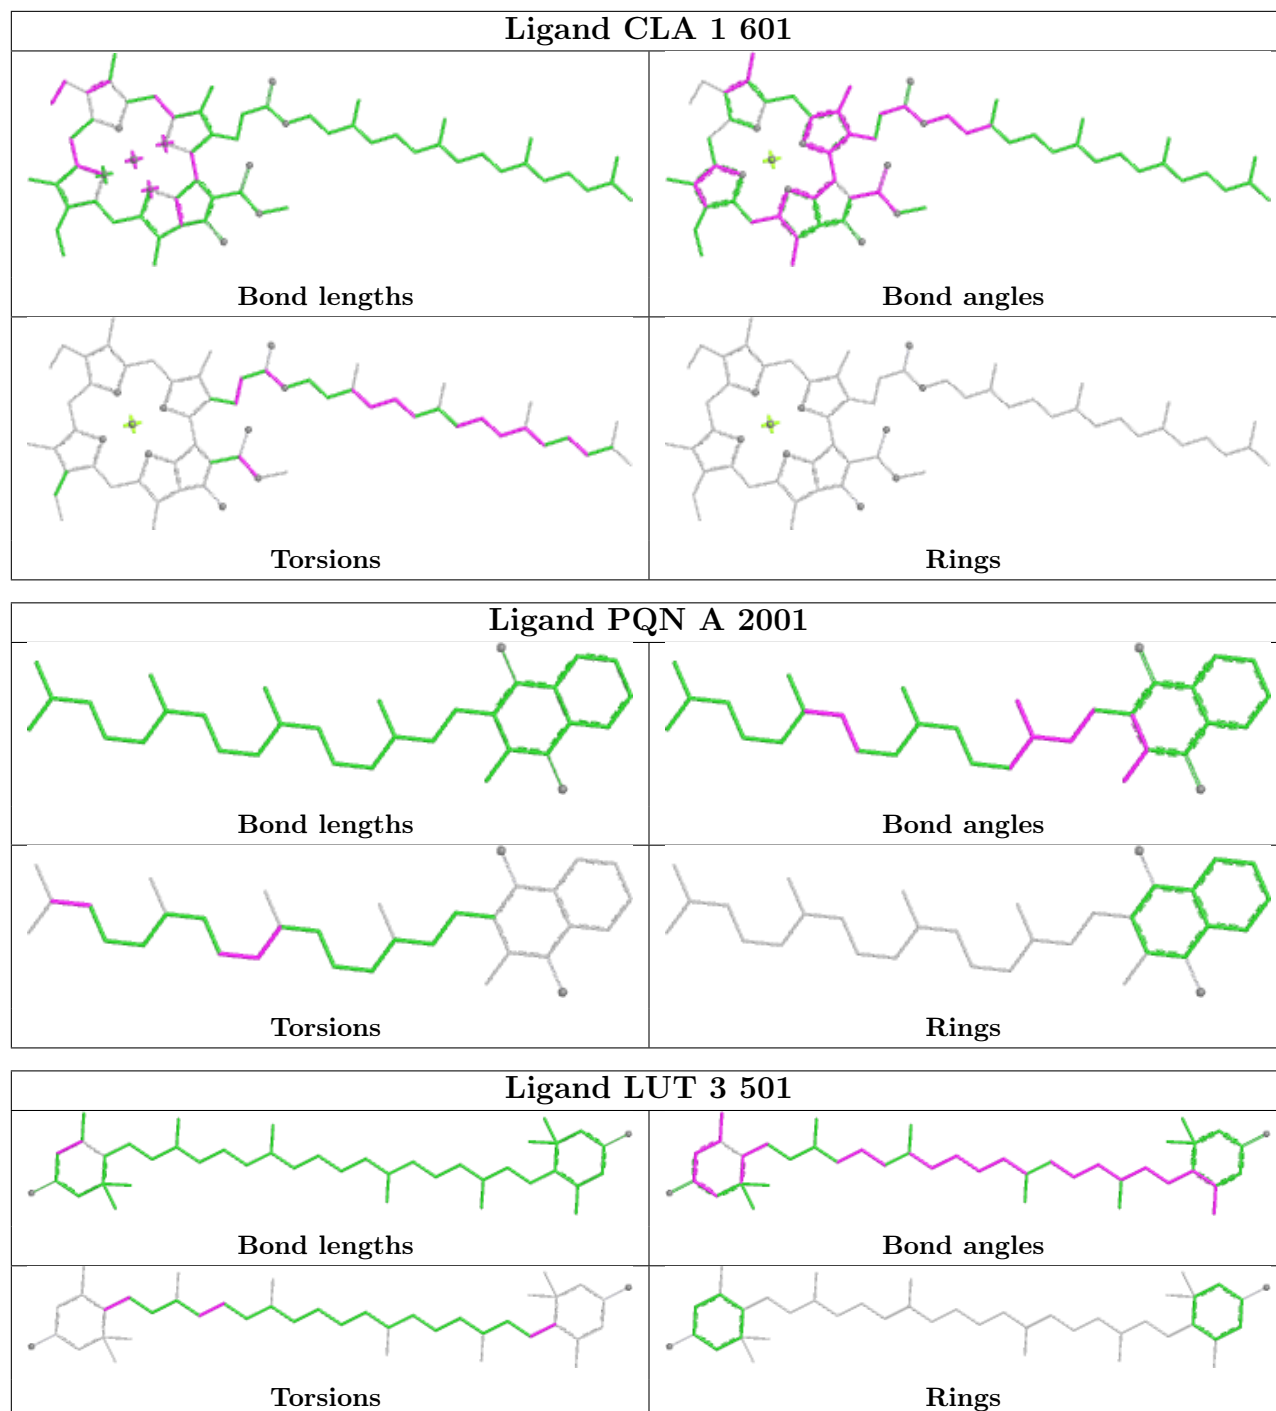 Ligand CLA 1 601
Bond lengths
Bond angles
Torsions
Rings
Ligand PQN A 2001
Bond lengths
Bond angles
Torsions
Rings
Ligand LUT 3 501
Bond lengths
Bond angles
Torsions
Rings